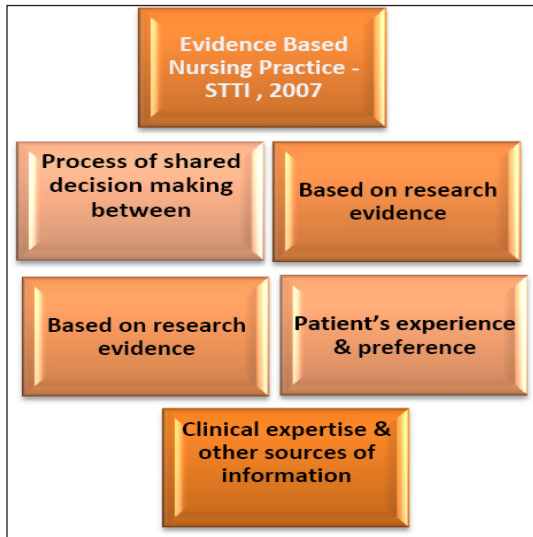 Evidence Based
Nursing Practice -
STTI , 2007
Process of shared
decision making
between
Based on research
evidence
Based on research
evidence
Patient’s experience
& preference
Clinical expertise &
other sources of
information